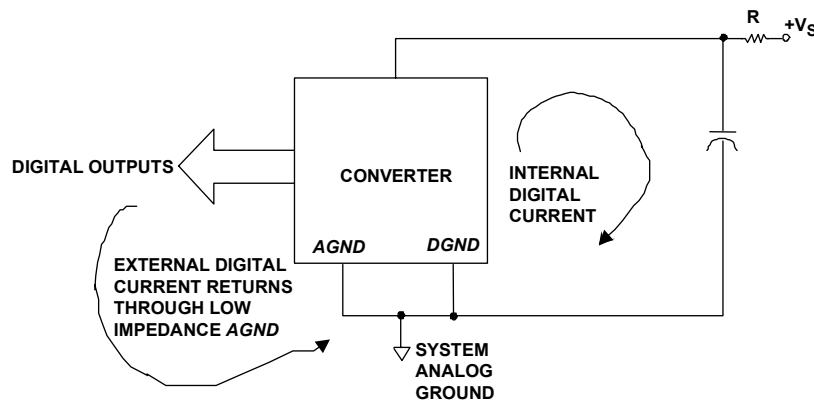 R
+VS
DIGITAL OUTPUTS
CONVERTER
INTERNAL
DIGITAL
CURRENT
AGND
DGND
EXTERNAL DIGITAL
CURRENT RETURNS
THROUGH LOW
IMPEDANCE AGND
SYSTEM
ANALOG
GROUND